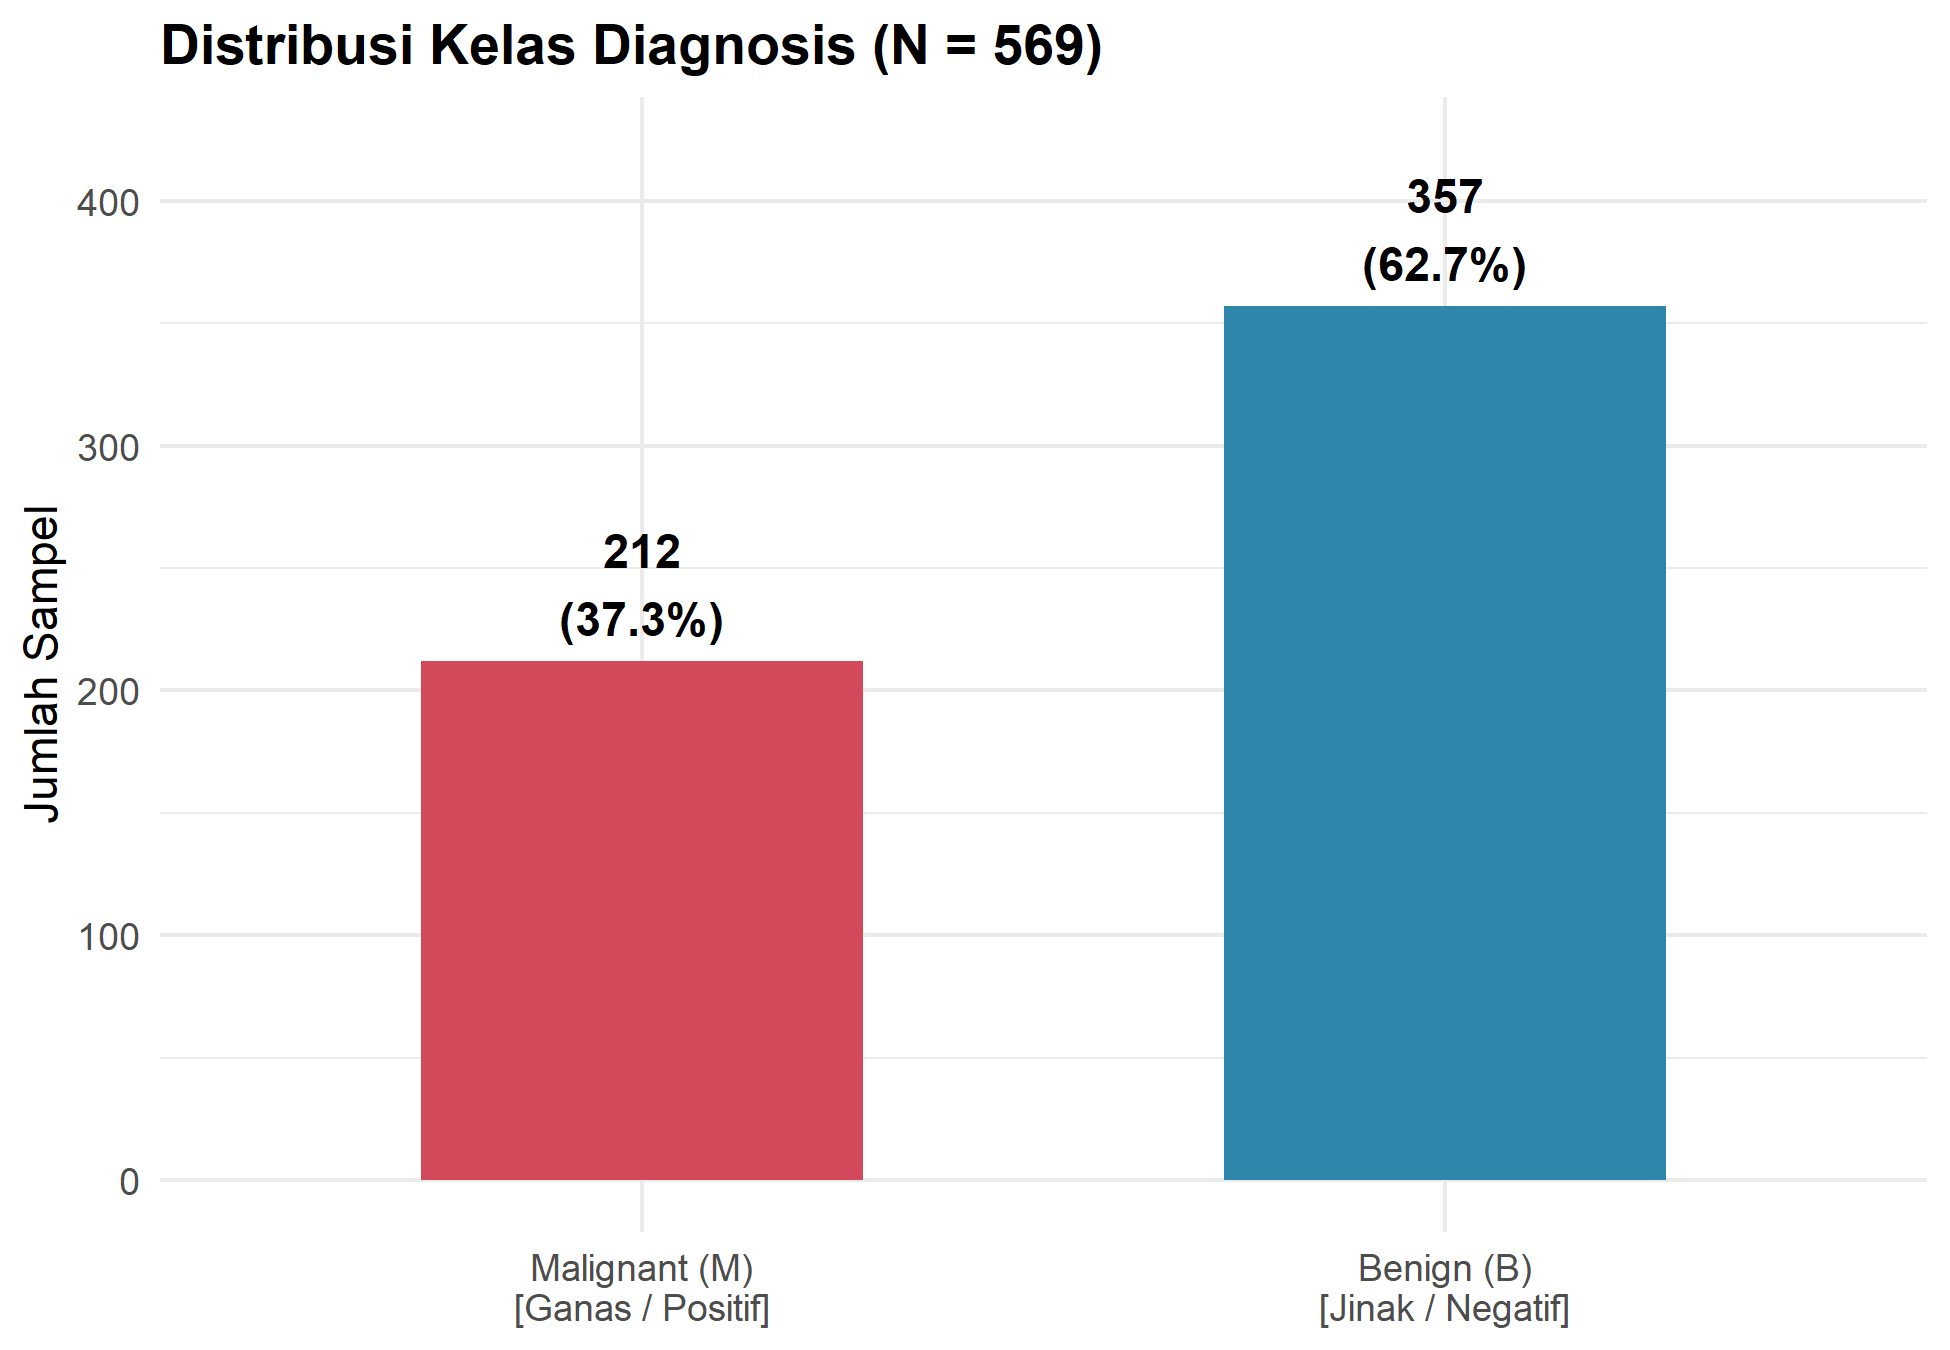 Distribusi Kelas Diagnosis (N = 569)
Jumlah Sampel
400
300
200
100
0
212
(37.3%)
357
(62.7%)
Malignant (M)
[Ganas / Positif]
Benign (B)
[Jinak / Negatif]